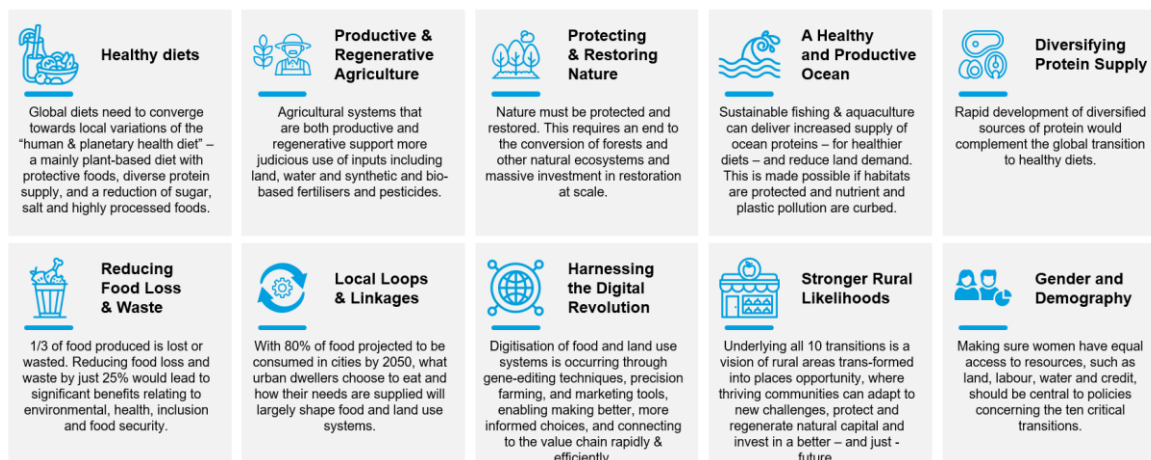 Healthy diets
Global diets need to converge
towards local variations of the
“human & planetary health diet” –
a mainly plant-based diet with
protective foods, diverse protein
supply, and a reduction of sugar,
salt and highly processed foods.
Productive &
Regenerative
Agriculture
Agricultural systems that
are both productive and
regenerative support more
judicious use of inputs including
land, water and synthetic and bio-
based fertilisers and pesticides.
Protecting
& Restoring
Nature
Nature must be protected and
restored. This requires an end to
the conversion of forests and
other natural ecosystems and
massive investment in restoration
at scale.
A Healthy
and Productive
Ocean
Sustainable fishing & aquaculture
can deliver increased supply of
ocean proteins – for healthier
diets – and reduce land demand.
This is made possible if habitats
are protected and nutrient and
plastic pollution are curbed.
Diversifying
Protein Supply
Rapid development of diversified
sources of protein would
complement the global transition
to healthy diets.
Reducing
Food Loss
& Waste
1/3 of food produced is lost or
wasted. Reducing food loss and
waste by just 25% would lead to
significant benefits relating to
environmental, health, inclusion
and food security.
Local Loops
& Linkages
With 80% of food projected to be
consumed in cities by 2050, what
urban dwellers choose to eat and
how their needs are supplied will
largely shape food and land use
systems.
Harnessing
the Digital
Revolution
Digitisation of food and land use
systems is occurring through
gene-editing techniques, precision
farming, and marketing tools,
enabling making better, more
informed choices, and connecting
to the value chain rapidly &
efficiently
Stronger Rural
Likelihoods
Underlying all 10 transitions is a
vision of rural areas trans-formed
into places opportunity, where
thriving communities can adapt to
new challenges, protect and
regenerate natural capital and
invest in a better – and just -
future
Gender and
Demography
Making sure women have equal
access to resources, such as
land, labour, water and credit,
should be central to policies
concerning the ten critical
transitions.